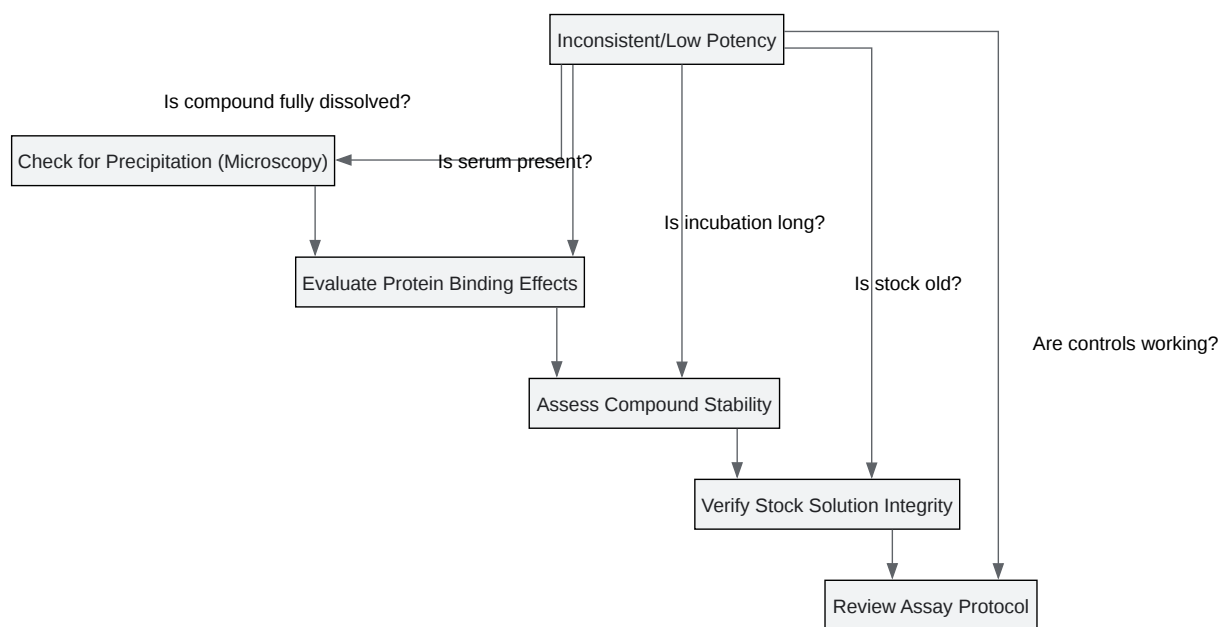 Inconsistent/Low Potency
Is compound fully dissolved?
Check for Precipitation (Microscopy)
Is serum present?
Is incubation long?
Evaluate Protein Binding Effects
Is stock old?
Are controls working?
Assess Compound Stability
Verify Stock Solution Integrity
Review Assay Protocol